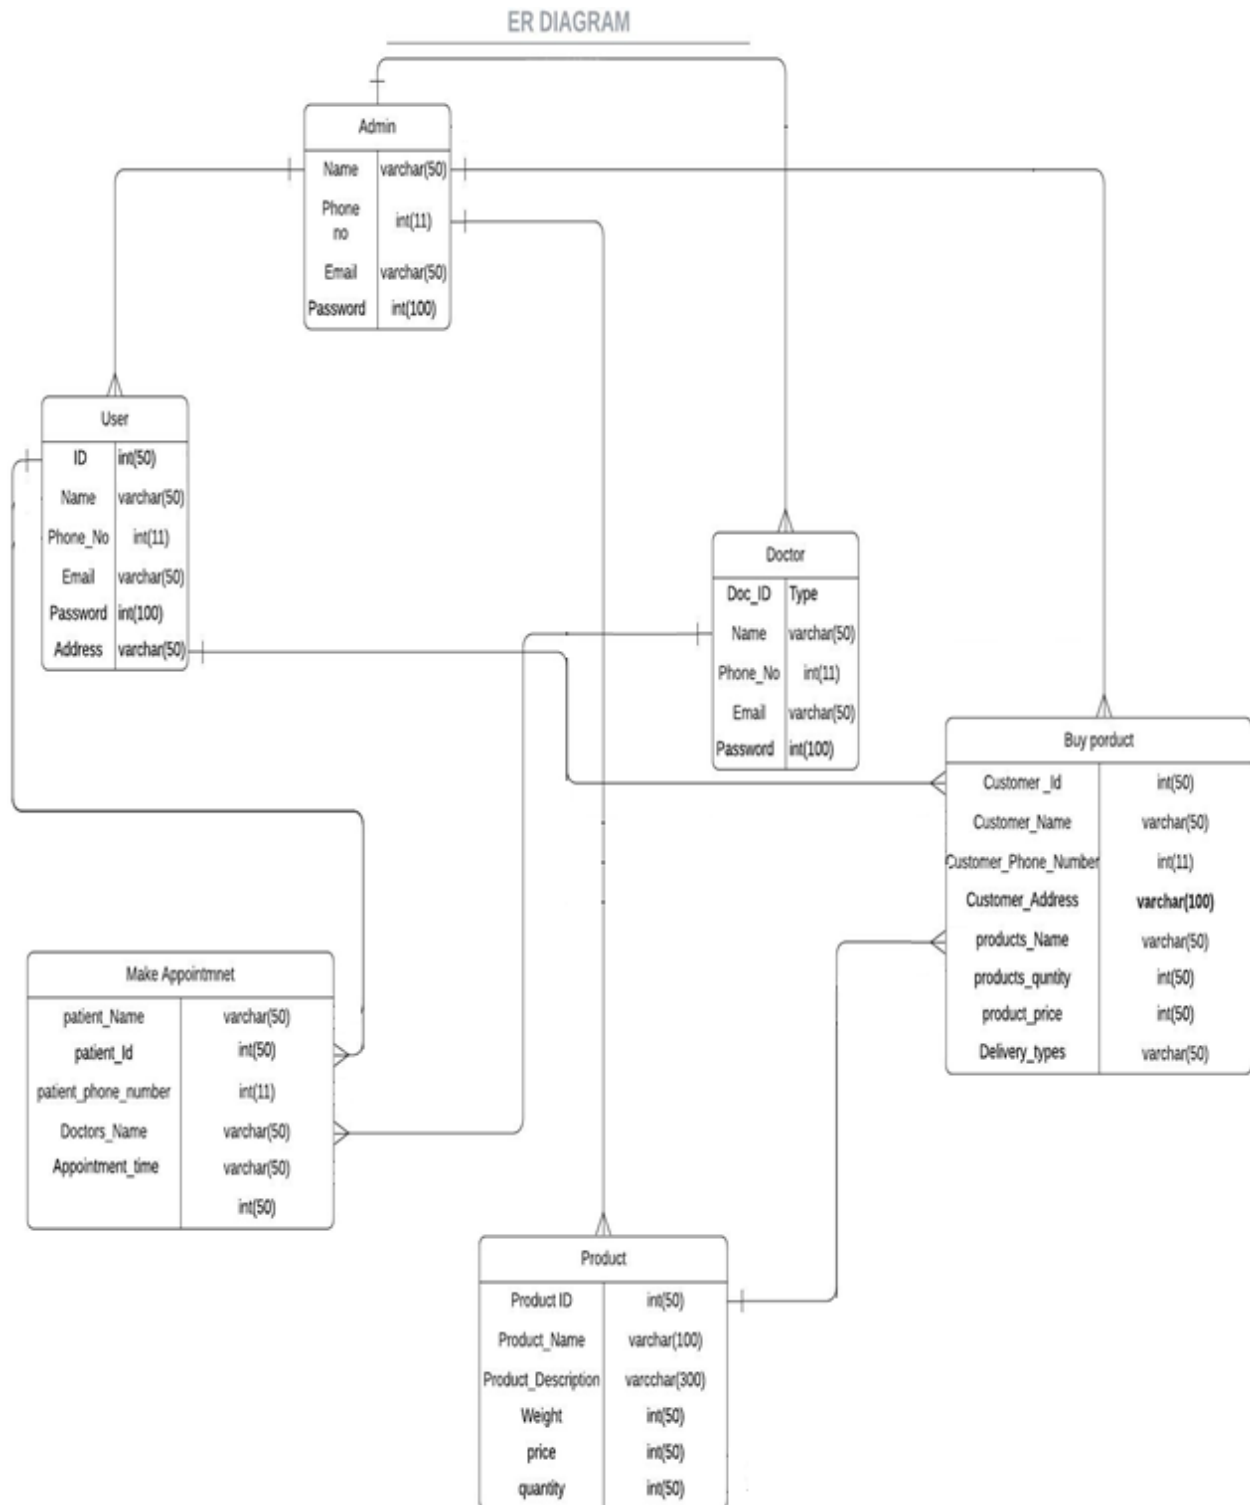 ER DIAGRAM
Admin
Name varchar(50)
Phone
no int(11)
Email varchar(50)
Password int(100)
User
ID int(50)
Name varchar(50)
Phone_No int(11)
Email varchar(50)
Password int(100)
Address varchar(50)
Doctor
Doc_ID Type
Name varchar(50)
Phone_No int(11)
Email varchar(50)
Password int(100)
Buy porduct
Customer _Id int(50)
Customer_Name varchar(50)
Customer_Phone_Number int(11)
Customer_Address varchar(100)
products_Name varchar(50)
products_quntity int(50)
product_price int(50)
Delivery_types varchar(50)
Make Appointmnet
patient_Name varchar(50)
patient_Id int(50)
patient_phone_number int(11)
Doctors_Name varchar(50)
Appointment_time varchar(50)
int(50)
Product
Product ID int(50)
Product_Name varchar(100)
Product_Description varcchar(300)
Weight int(50)
price int(50)
quantity int(50)